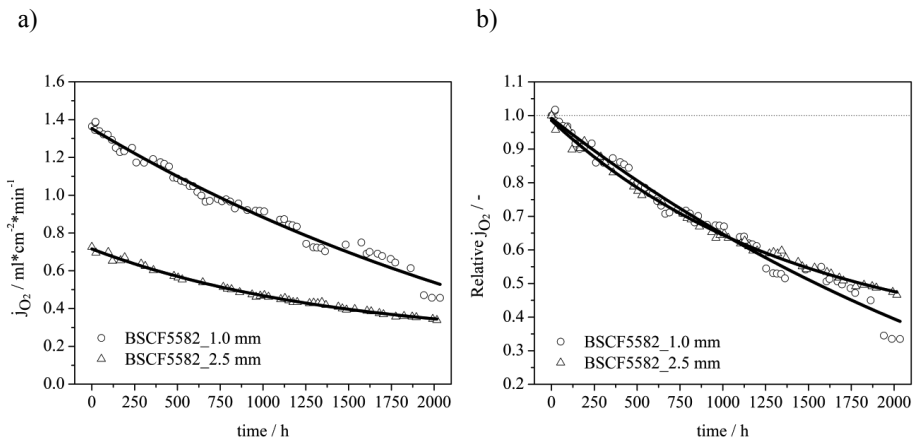 a)
b)
1.6
1.4
1.2
1.0
0.8
0.6
0.4
0.2
0.0
j_O₂ / ml*cm⁻²*min⁻¹
BSCF5582_1.0 mm
BSCF5582_2.5 mm
0 250 500 750 1000 1250 1500 1750 2000
time / h
1.1
1.0
0.9
0.8
0.7
0.6
0.5
0.4
0.3
0.2
Relative j_O₂ / -
BSCF5582_1.0 mm
BSCF5582_2.5 mm
0 250 500 750 1000 1250 1500 1750 2000
time / h